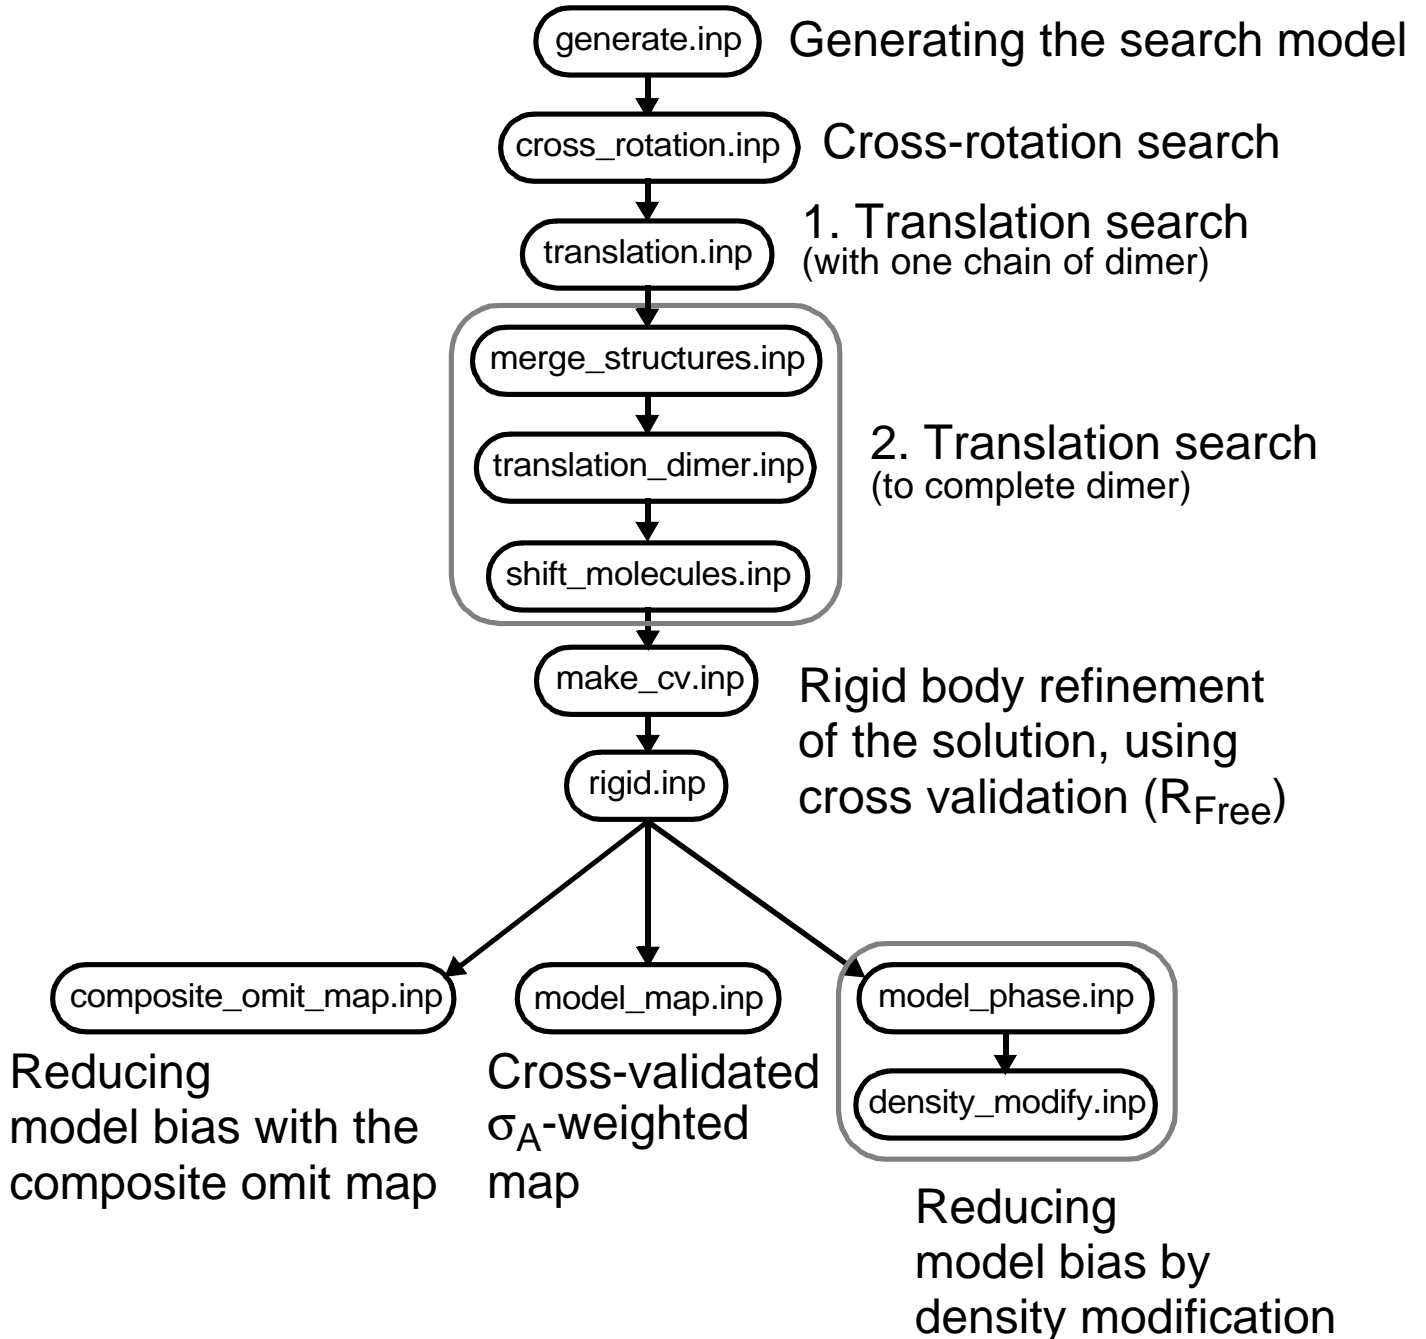 generate.inp
Generating the search model
cross_rotation.inp
Cross-rotation search
translation.inp
1. Translation search
(with one chain of dimer)
merge_structures.inp
translation_dimer.inp
2. Translation search
(to complete dimer)
shift_molecules.inp
make_cv.inp
rigid.inp
Rigid body refinement
of the solution, using
cross validation (RFree)
composite_omit_map.inp
Reducing
model bias with the
composite omit map
model_map.inp
Cross-validated
σA-weighted
map
model_phase.inp
density_modify.inp
Reducing
model bias by
density modification